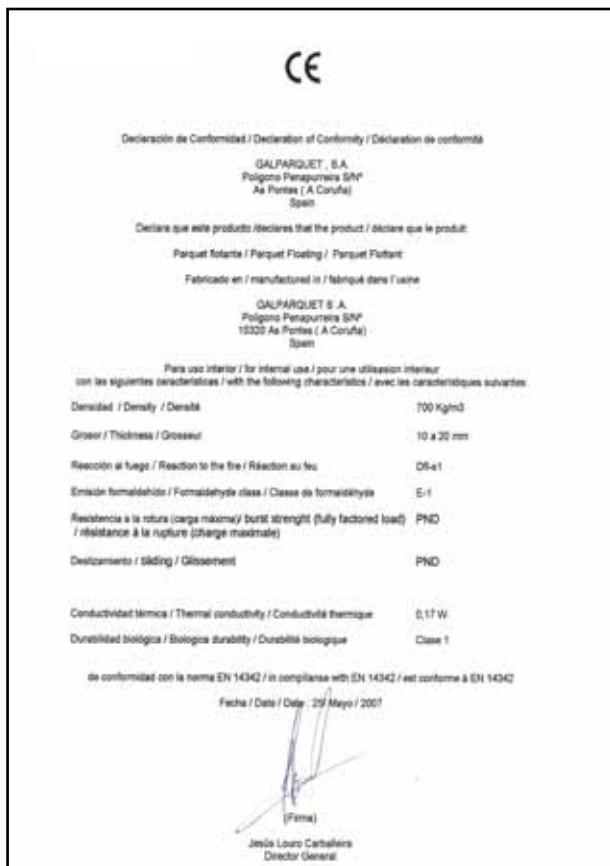 CE
Declaración de Conformidad / Declaration of Conformity / Déclaration de conformité
GALPARQUET , S.A.
Poligono Penapurreira S/Nº
As Pontes ( A Coruña)
Spain
Declara que este producto /declares that the product / déclare que le produit:
Parquet flotante / Parquet Floating / Parquet Flottant
Fabricado en / manufactured in / fabriqué dans l'usine
GALPARQUET S .A.
Poligono Penapurreira S/Nº
15320 As Pontes ( A Coruña)
Spain
Para uso interior / for internal use / pour une utilisasion interieur
con las siguientes caracteristicas / with the following characteristics / avec les caracteristiques suivantes:
Densidad / Density / Densité 700 Kg/m3
Grosor / Thickness / Grosseur 10 a 20 mm
Reacción al fuego / Reaction to the fire / Réaction au feu Dfl-s1
Emisión formaldehido / Formaldehyde class / Classe de formaldéhyde E-1
Resistencia a la rotura (carga máxima)/ burst strenght (fully factored load) PND
/ résistance à la rupture (charge maximale)
Deslizamiento / Sliding / Glissement PND
Conductividad térmica / Thermal conductivity / Conductivité thermique 0,17 W
Durabilidad biológica / Biologica durability / Durabilité biologique Clase 1
de conformidad con la norma EN 14342 / in complianse with EN 14342 / est conforme à EN 14342
Fecha / Date / Date : 25/ Mayo / 2007
(Firma)
Jesús Louro Carballeira
Director General